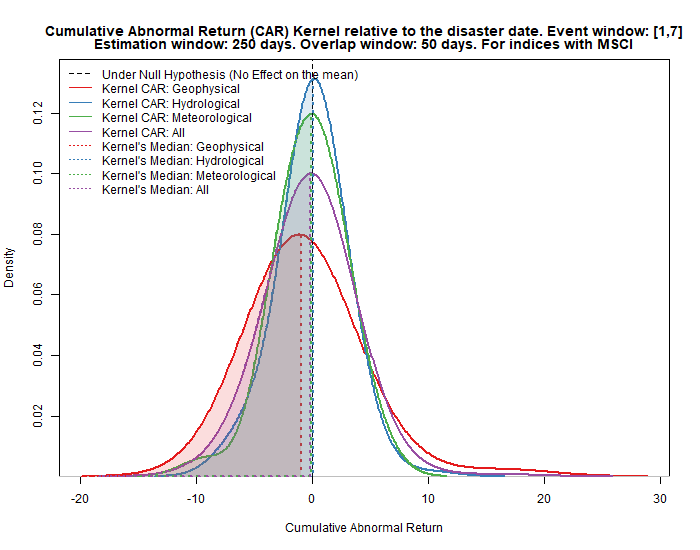 Cumulative Abnormal Return (CAR) Kernel relative to the disaster date. Event window: [1,7]
Estimation window: 250 days. Overlap window: 50 days. For indices with MSCI
Under Null Hypothesis (No Effect on the mean)
Kernel CAR: Geophysical
Kernel CAR: Hydrological
Kernel CAR: Meteorological
Kernel CAR: All
Kernel's Median: Geophysical
Kernel's Median: Hydrological
Kernel's Median: Meteorological
Kernel's Median: All
Density
0.12
0.10
0.08
0.06
0.04
0.02
-20 -10 0 10 20 30
Cumulative Abnormal Return